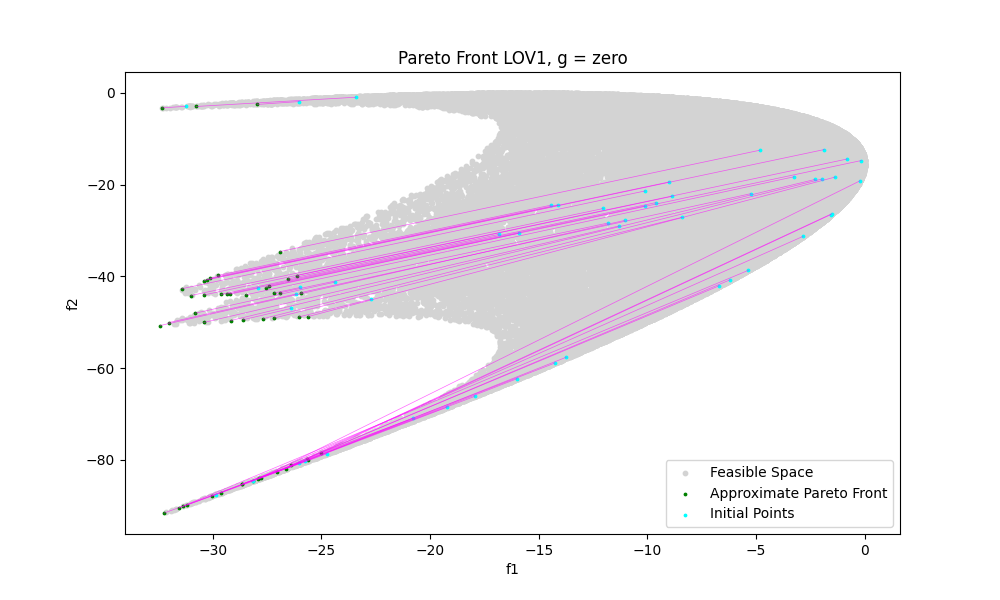 Pareto Front LOV1, g = zero
0
−20
−40
−60
−80
f2
−30
−25
−20
−15
−10
−5
0
f1
Feasible Space
Approximate Pareto Front
Initial Points